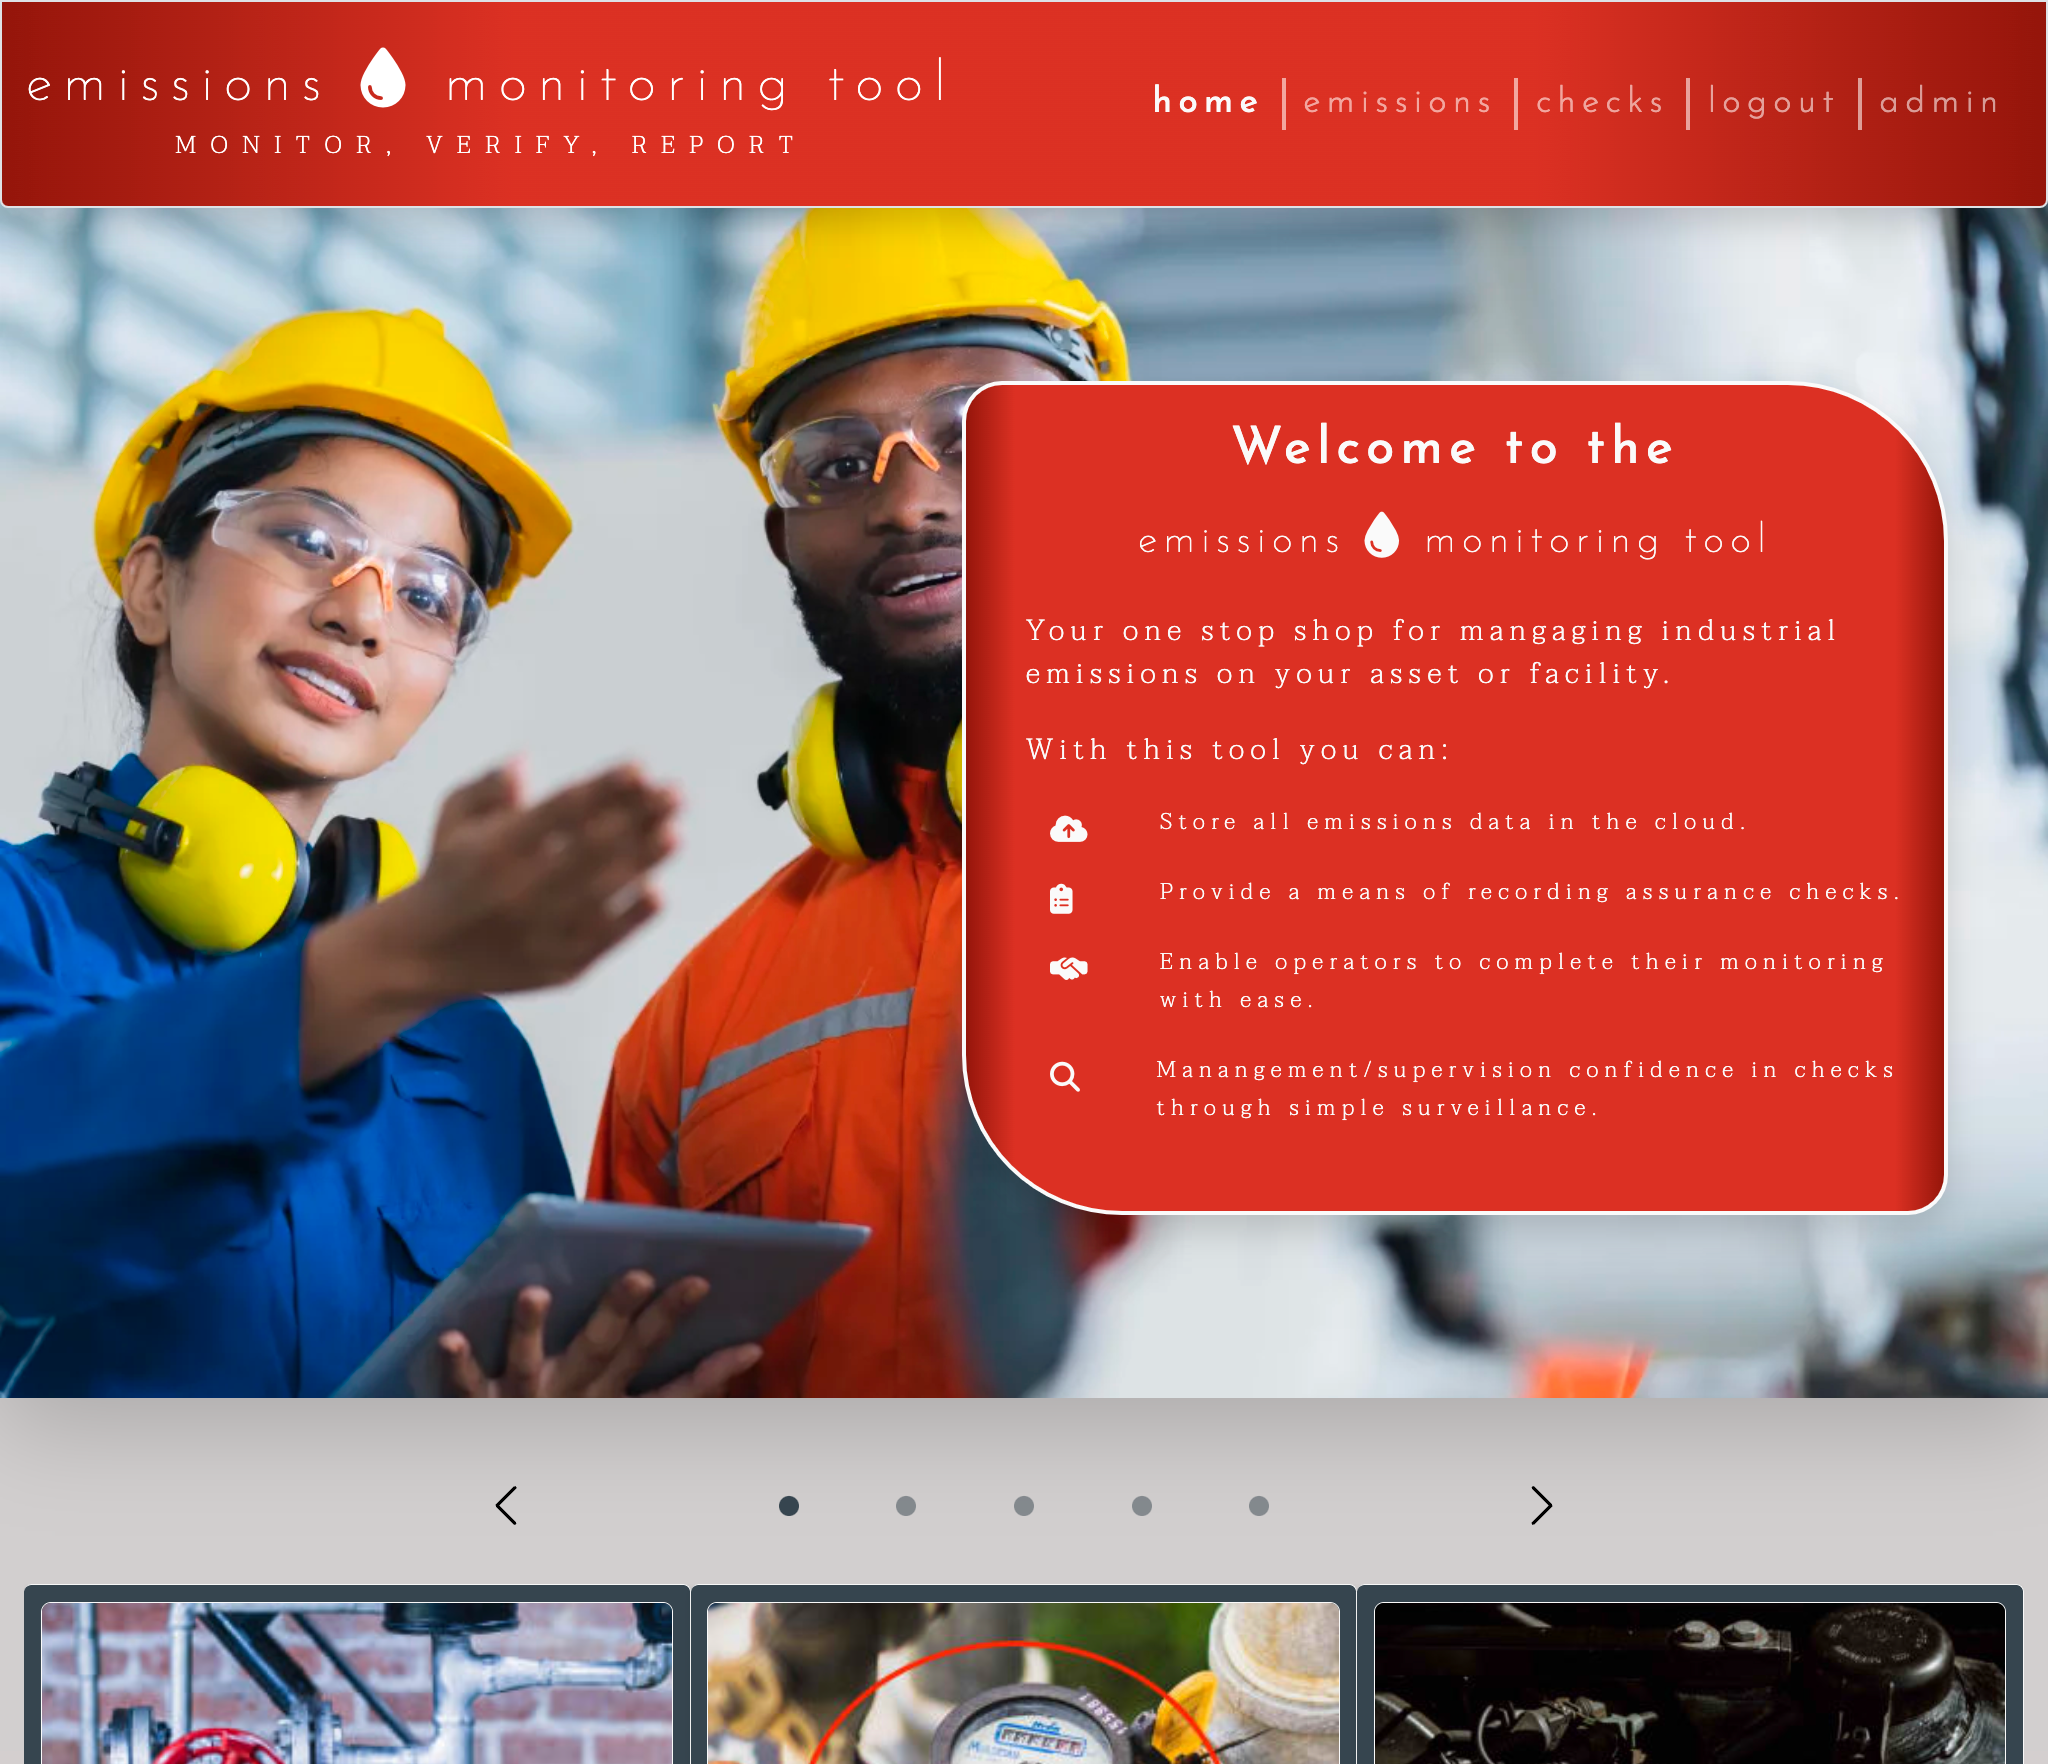 emissions monitoring tool
MONITOR, VERIFY, REPORT
home
emissions
checks
logout
admin
Welcome to the
emissions monitoring tool
Your one stop shop for mangaging industrial
emissions on your asset or facility.
With this tool you can:
Store all emissions data in the cloud.
Provide a means of recording assurance checks.
Enable operators to complete their monitoring
with ease.
Manangement/supervision confidence in checks
through simple surveillance.